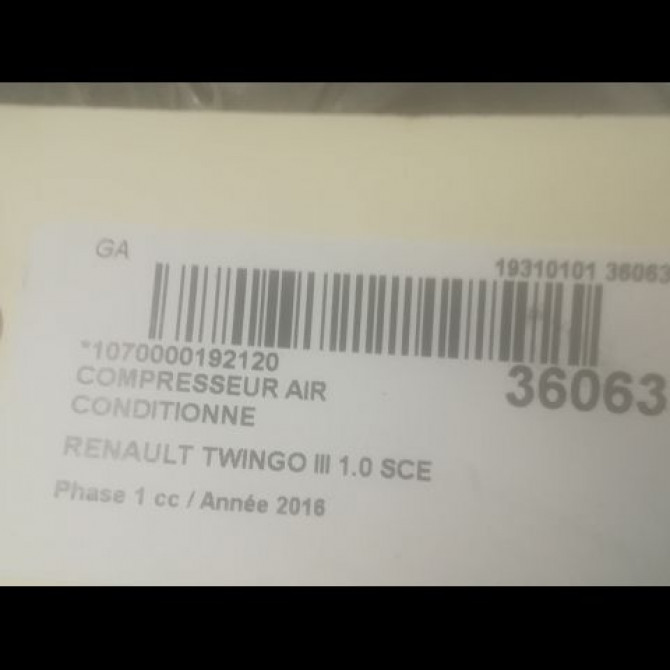 GA
19310101 36063
*1070000192120
36063
COMPRESSEUR AIR
CONDITIONNE
RENAULT TWINGO III 1.0 SCE
Phase 1 cc / Année 2016